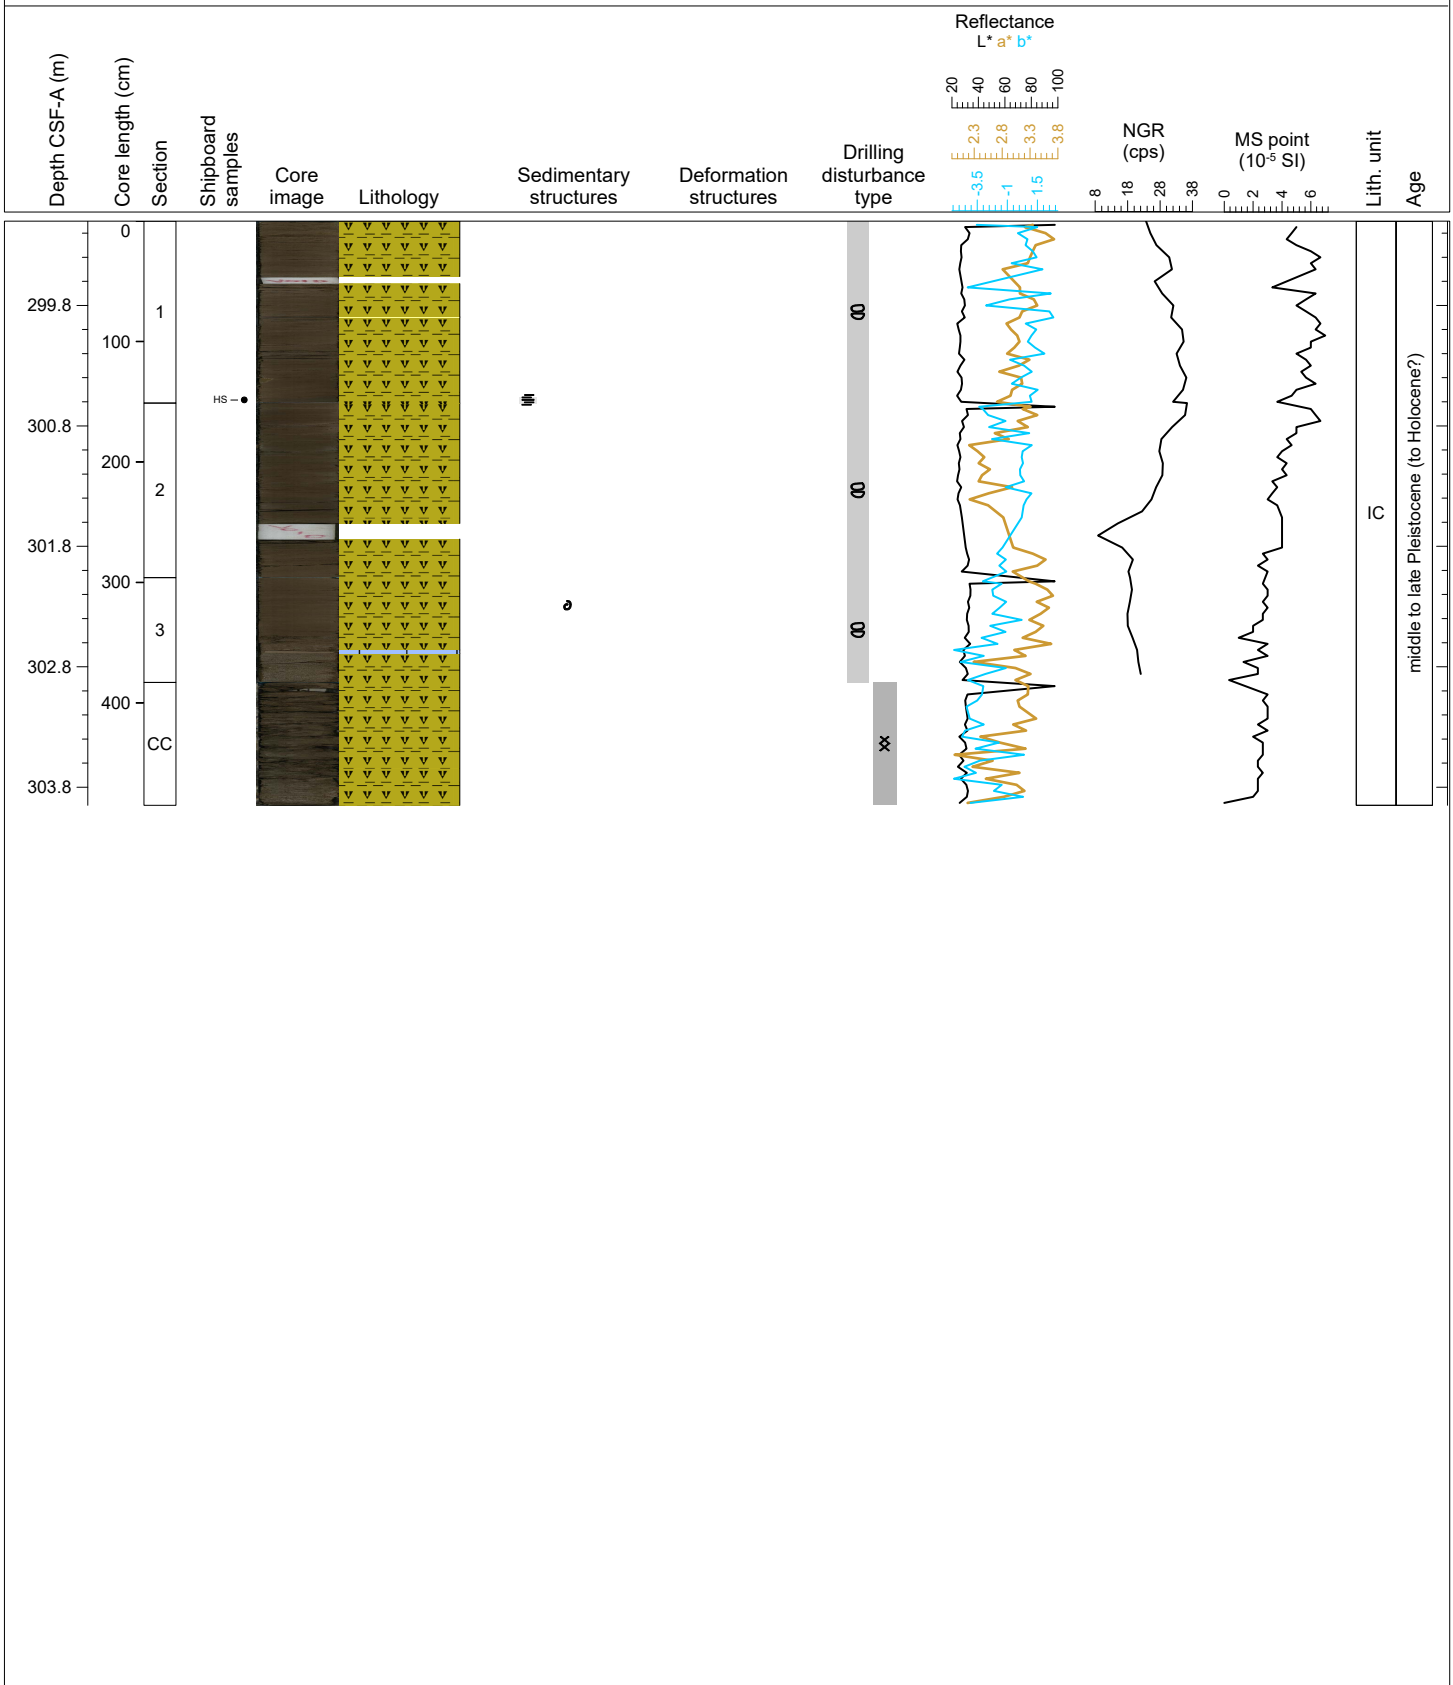 Depth CSF-A (m)
Core length (cm)
Section
Shipboard
samples
Core
image
Lithology
Sedimentary
structures
Deformation
structures
Drilling
disturbance
type
Reflectance
L* a* b*
20 40 60 80 100
2.3 2.8 3.3 3.8
-3.5 -1 1.5
NGR
(cps)
8 18 28 38
MS point
(10-5 SI)
0 2 4 6
Lith. unit
Age
0
299.8
1
100
HS
300.8
200
2
IC
301.8
300
3
302.8
400
CC
303.8
middle to late Pleistocene (to Holocene?)